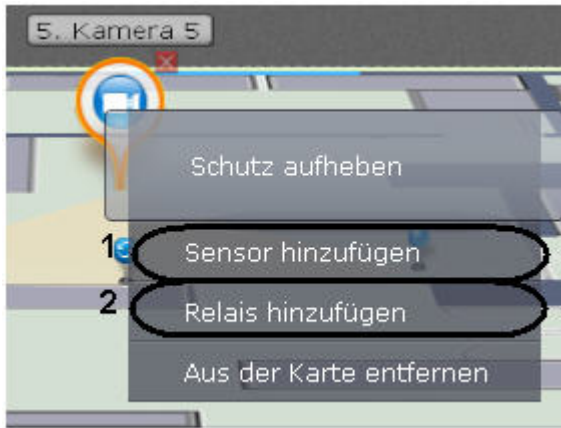 5. Kamera 5
Schutz aufheben
1 Sensor hinzufügen
2 Relais hinzufügen
Aus der Karte entfernen